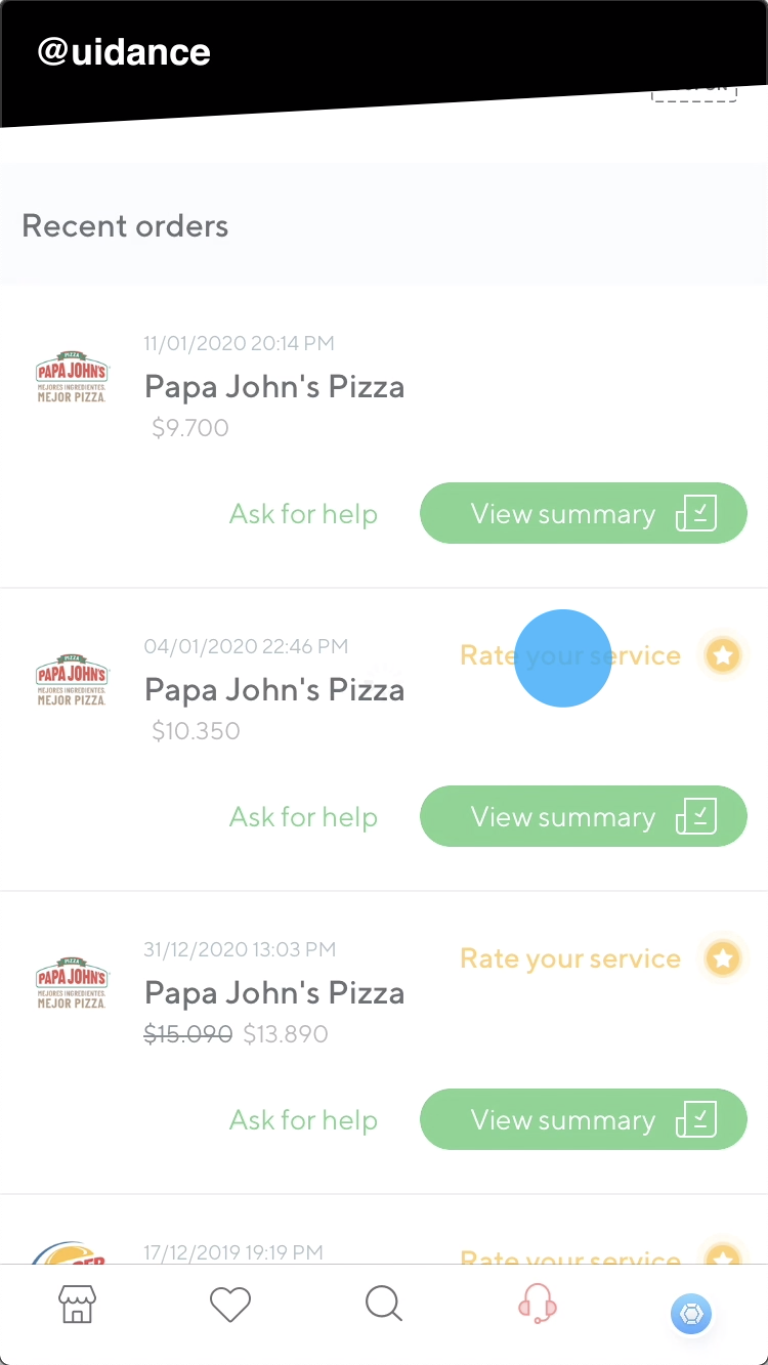 @uidance
Recent orders
11/01/2020 20:14 PM
PIZZA
PAPA JOHN'S
MEJORES INGREDIENTES.
MEJOR PIZZA.
Papa John's Pizza
$9.700
Ask for help
View summary
04/01/2020 22:46 PM
Rate your service
PIZZA
PAPA JOHN'S
MEJORES INGREDIENTES.
MEJOR PIZZA.
Papa John's Pizza
$10.350
Ask for help
View summary
31/12/2020 13:03 PM
Rate your service
PIZZA
PAPA JOHN'S
MEJORES INGREDIENTES.
MEJOR PIZZA.
Papa John's Pizza
$15.090 $13.890
Ask for help
View summary
17/12/2019 19:19 PM
Rate your service